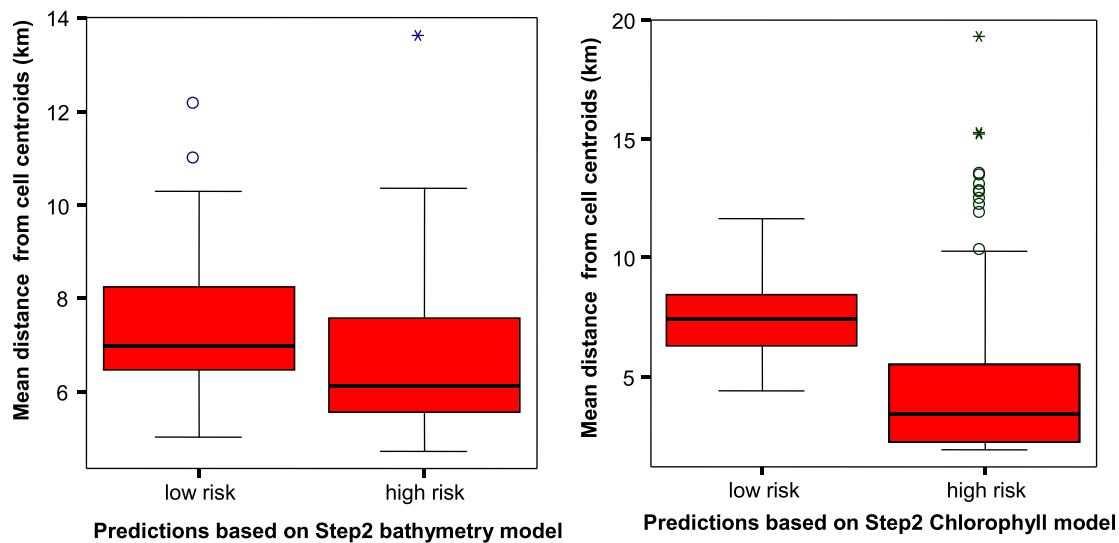 Mean distance from cell centroids (km)
14
12
10
8
6
low risk
high risk
Predictions based on Step2 bathymetry model
Mean distance from cell centroids (km)
20
15
10
5
low risk
high risk
Predictions based on Step2 Chlorophyll model